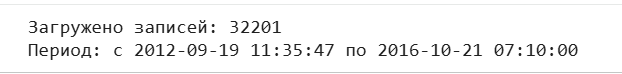 Загружено записей: 32201
Период: с 2012-09-19 11:35:47 по 2016-10-21 07:10:00